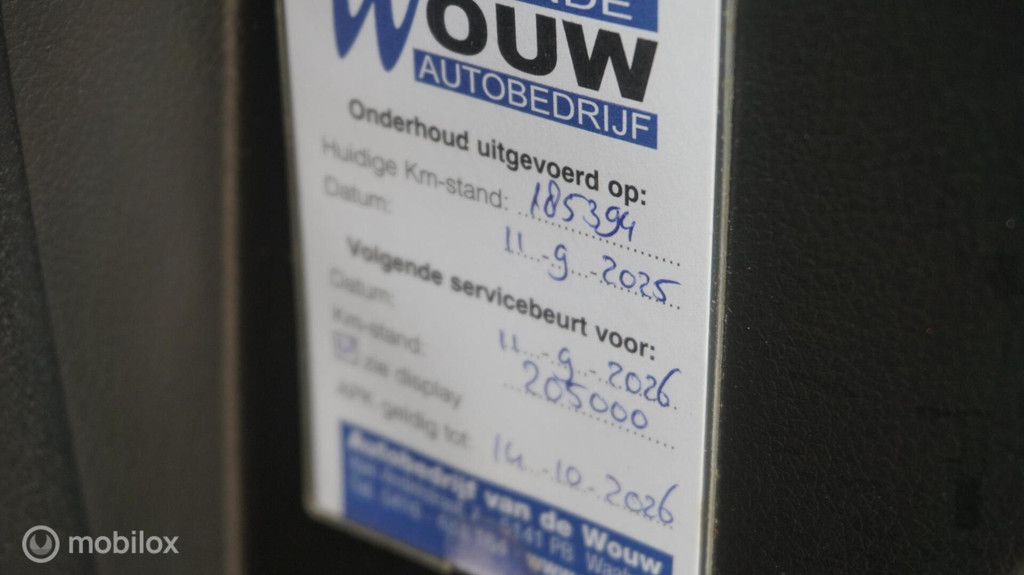 WOUW
AUTOBEDRIJF
Onderhoud uitgevoerd op:
Huidige Km-stand: 185394
Datum: 11-9-2025
Volgende servicebeurt voor:
Datum: 11-9-2026
Km-stand: 205000
zie display
APK geldig tot: 14-10-2026
Autobedrijf van de Wouw
mobilox